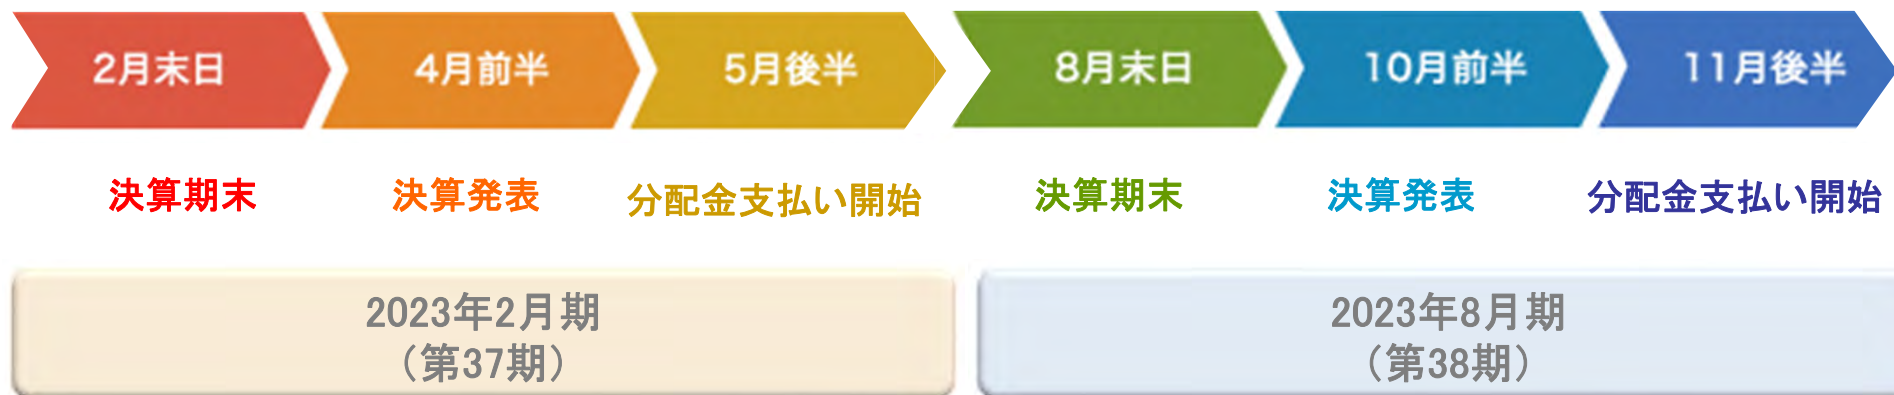 2月末日
4月前半
5月後半
8月末日
10月前半
11月後半
決算期末
決算発表
分配金支払い開始
決算期末
決算発表
分配金支払い開始
2023年2月期
（第37期）
2023年8月期
（第38期）